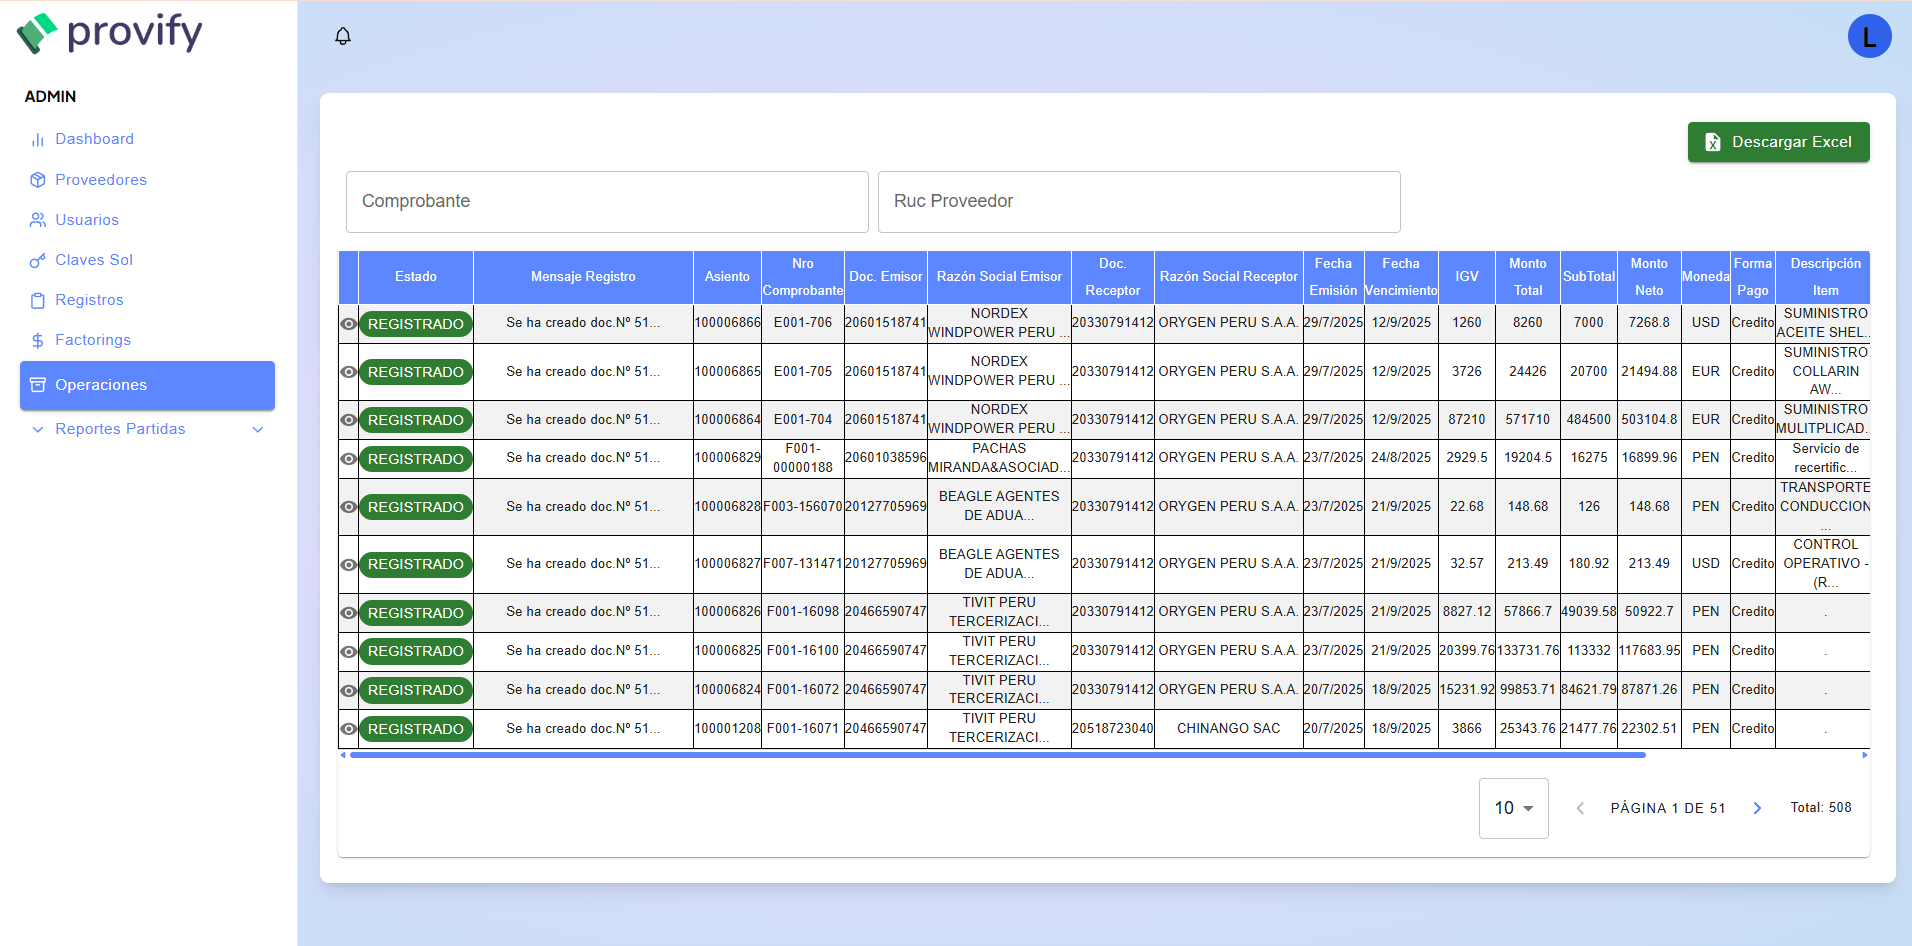 provify
L
ADMIN
Dashboard
Proveedores
Usuarios
Claves Sol
Registros
Factorings
Operaciones
Reportes Partidas
Descargar Excel
Comprobante
Ruc Proveedor
Estado Mensaje Registro Asiento Nro Comprobante Doc. Emisor Razón Social Emisor Doc. Receptor Razón Social Receptor Fecha Emisión Fecha Vencimiento IGV Monto Total SubTotal Monto Neto Moneda Forma Pago Descripción Item
REGISTRADO Se ha creado doc.Nº 51... 100006866 E001-706 20601518741 NORDEX WINDPOWER PERU ... 20330791412 ORYGEN PERU S.A.A. 29/7/2025 12/9/2025 1260 8260 7000 7268.8 USD Credito SUMINISTRO ACEITE SHEL...
REGISTRADO Se ha creado doc.Nº 51... 100006865 E001-705 20601518741 NORDEX WINDPOWER PERU ... 20330791412 ORYGEN PERU S.A.A. 29/7/2025 12/9/2025 3726 24426 20700 21494.88 EUR Credito SUMINISTRO COLLARIN AW...
REGISTRADO Se ha creado doc.Nº 51... 100006864 E001-704 20601518741 NORDEX WINDPOWER PERU ... 20330791412 ORYGEN PERU S.A.A. 29/7/2025 12/9/2025 87210 571710 484500 503104.8 EUR Credito SUMINISTRO MULITPLICAD...
REGISTRADO Se ha creado doc.Nº 51... 100006829 F001-00000188 20601038596 PACHAS MIRANDA&ASOCIAD... 20330791412 ORYGEN PERU S.A.A. 23/7/2025 24/8/2025 2929.5 19204.5 16275 16899.96 PEN Credito Servicio de recertific...
REGISTRADO Se ha creado doc.Nº 51... 100006828 F003-156070 20127705969 BEAGLE AGENTES DE ADUA... 20330791412 ORYGEN PERU S.A.A. 23/7/2025 21/9/2025 22.68 148.68 126 148.68 PEN Credito TRANSPORTE CONDUCCION ...
REGISTRADO Se ha creado doc.Nº 51... 100006827 F007-131471 20127705969 BEAGLE AGENTES DE ADUA... 20330791412 ORYGEN PERU S.A.A. 23/7/2025 21/9/2025 32.57 213.49 180.92 213.49 USD Credito CONTROL OPERATIVO - (R...
REGISTRADO Se ha creado doc.Nº 51... 100006826 F001-16098 20466590747 TIVIT PERU TERCERIZACI... 20330791412 ORYGEN PERU S.A.A. 23/7/2025 21/9/2025 8827.12 57866.7 49039.58 50922.7 PEN Credito .
REGISTRADO Se ha creado doc.Nº 51... 100006825 F001-16100 20466590747 TIVIT PERU TERCERIZACI... 20330791412 ORYGEN PERU S.A.A. 23/7/2025 21/9/2025 20399.76 133731.76 113332 117683.95 PEN Credito .
REGISTRADO Se ha creado doc.Nº 51... 100006824 F001-16072 20466590747 TIVIT PERU TERCERIZACI... 20330791412 ORYGEN PERU S.A.A. 20/7/2025 18/9/2025 15231.92 99853.71 84621.79 87871.26 PEN Credito .
REGISTRADO Se ha creado doc.Nº 51... 100001208 F001-16071 20466590747 TIVIT PERU TERCERIZACI... 20518723040 CHINANGO SAC 20/7/2025 18/9/2025 3866 25343.76 21477.76 22302.51 PEN Credito .
10 PÁGINA 1 DE 51 Total: 508